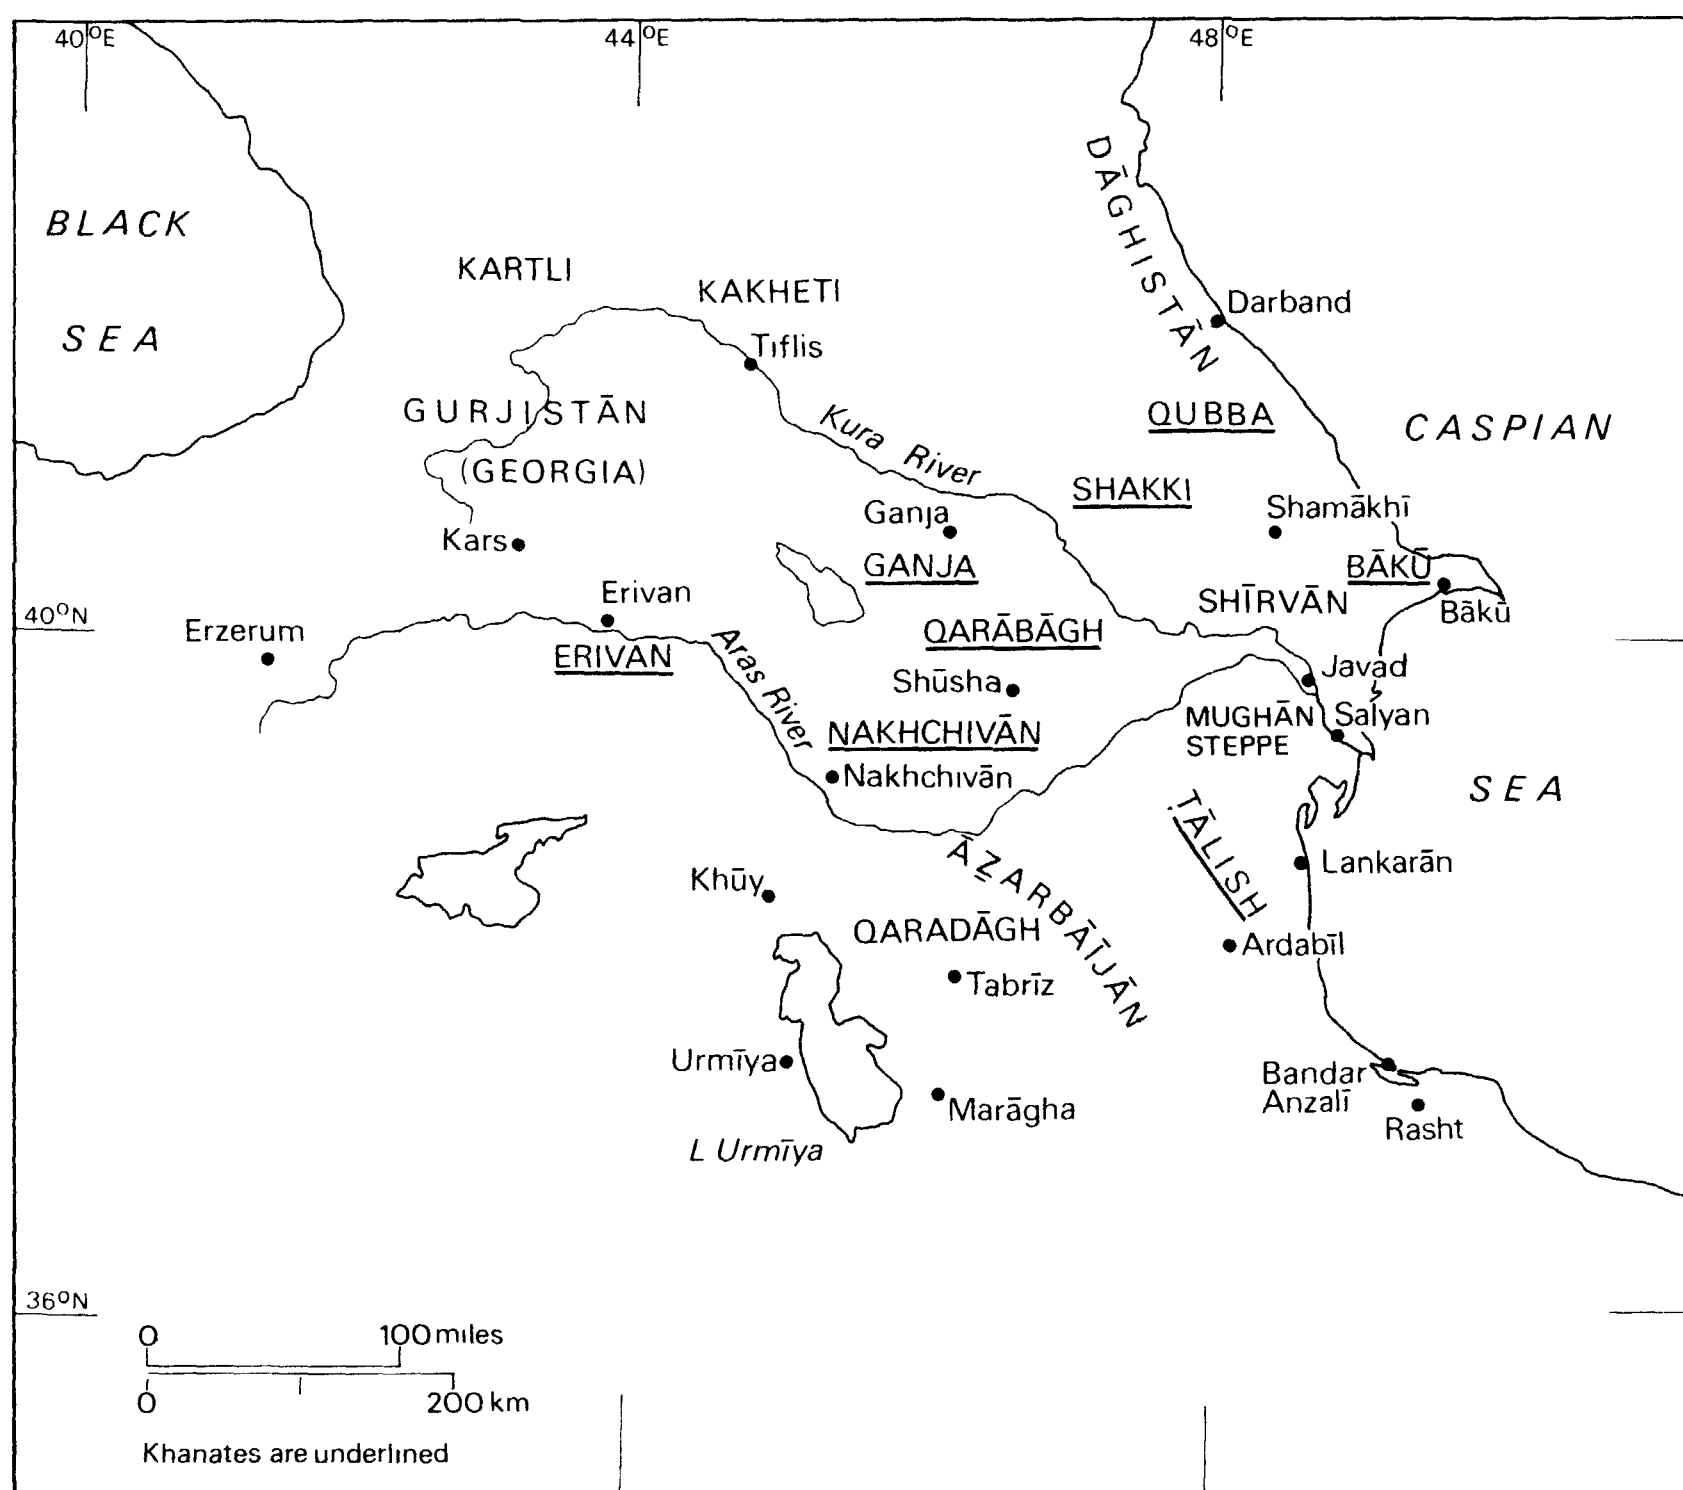 40°E
44°E
48°E
BLACK
SEA
DĀGHISTĀN
KARTLI
KAKHETI
Darband
Tiflis
GURJISTĀN
(GEORGIA)
Kura River
QUBBA
CASPIAN
SEA
SHAKKI
Ganja
GANJA
Shamākhī
Kars
BĀKŪ
Bākū
Erivan
ERIVAN
SHĪRVĀN
40°N
Erzerum
Aras River
QARĀBĀGH
Shūsha
Javad
NAKHCHIVĀN
Nakhchivān
MUGHĀN
STEPPE
Salyan
ṬĀLISH
Lankarān
ĀẔARBĀĪJĀN
Khūy
QARADĀGH
Ardabīl
Tabrīz
Urmīya
Marāgha
L Urmīya
Bandar
Anzalī
Rasht
36°N
0 100 miles
0 200 km
Khanates are underlined